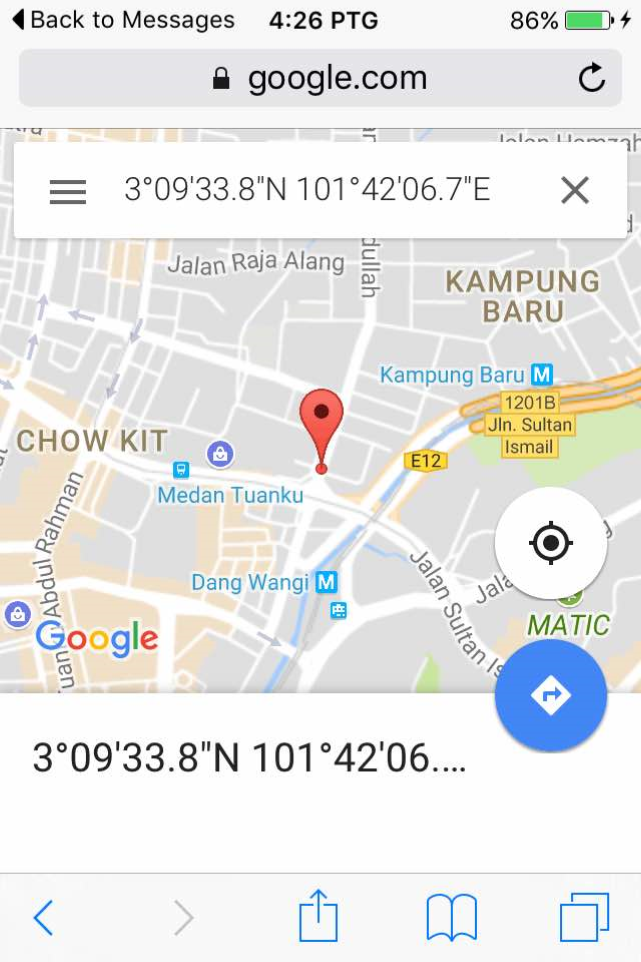 Back to Messages 4:26 PTG 86%
google.com
3°09'33.8"N 101°42'06.7"E
Jalan Raja Alang
KAMPUNG
BARU
Kampung Baru M
1201B
Jln. Sultan
Ismail
CHOW KIT
E12
Medan Tuanku
Abdul Rahman
Dang Wangi M
Jalan Sultan Is
MATIC
Google
3°09'33.8"N 101°42'06....